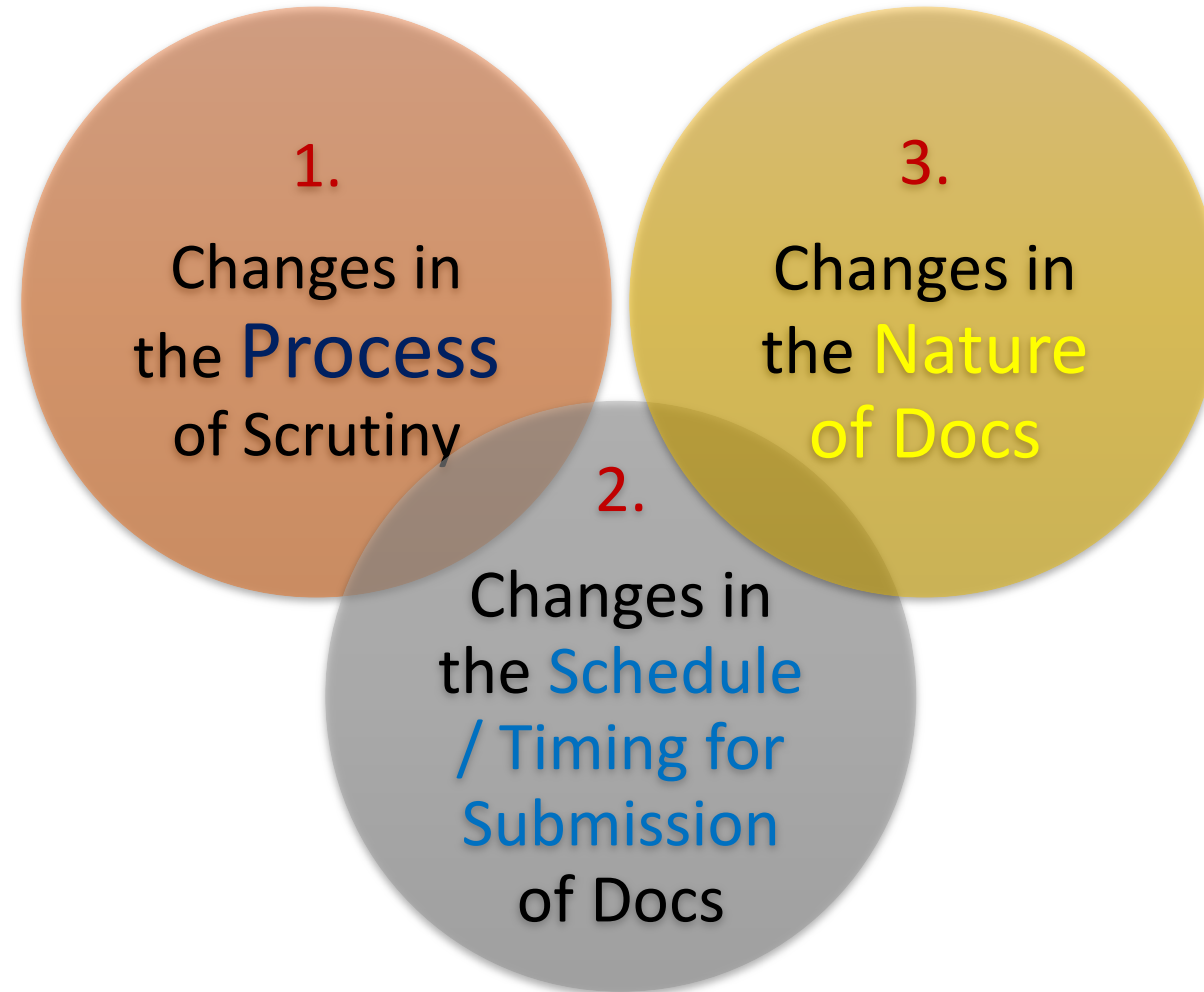 1.
Changes in
the Process
of Scrutiny
2.
Changes in
the Schedule
/ Timing for
Submission
of Docs
3.
Changes in
the Nature
of Docs